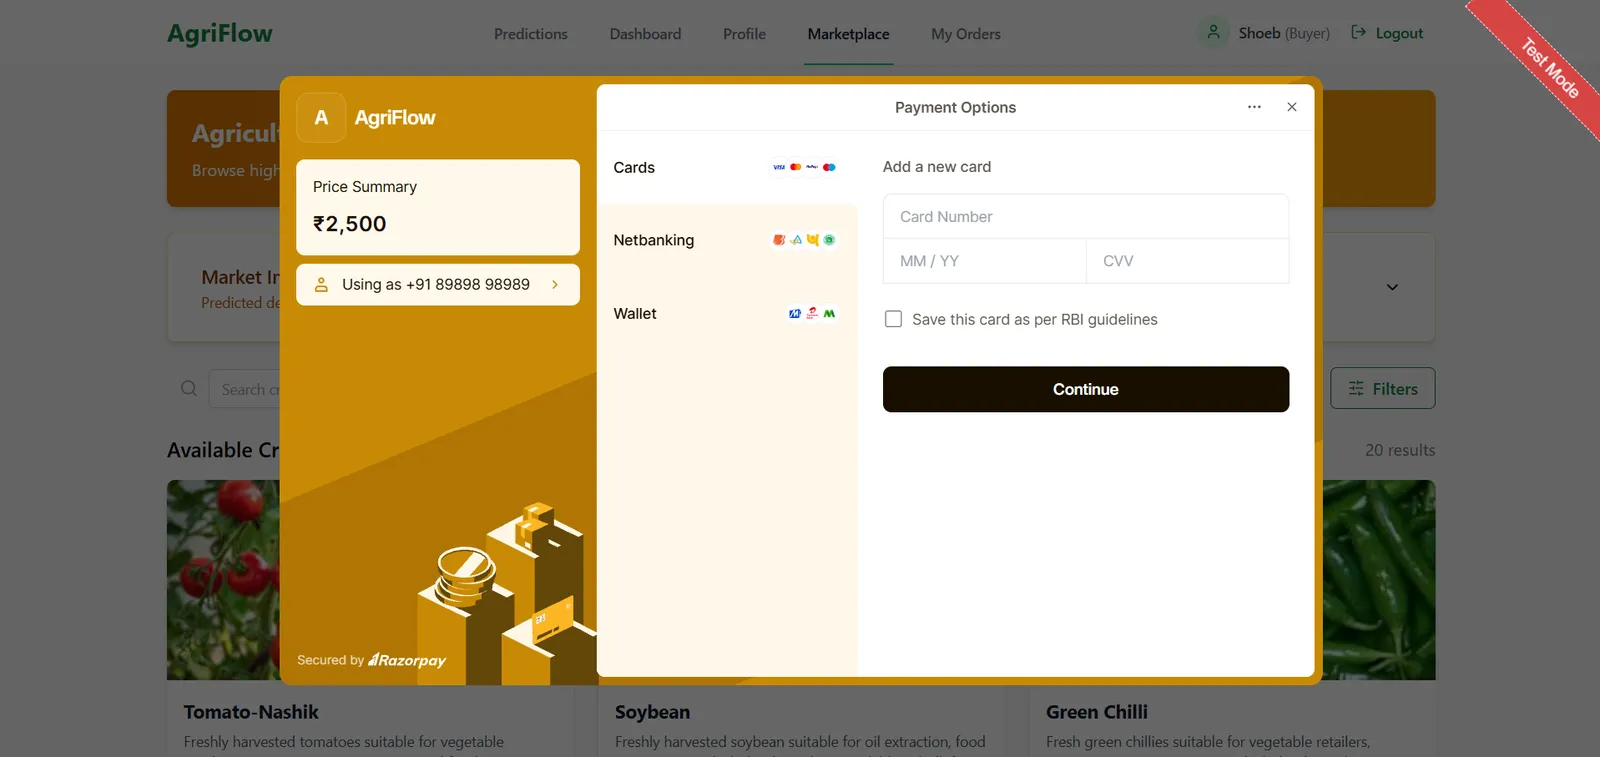 AgriFlow
Predictions
Dashboard
Profile
Marketplace
My Orders
Shoeb (Buyer)
Logout
Test Mode
Agricul
Browse high
Market In
Predicted de
Search cr
Filters
Available Cr
20 results
A AgriFlow
Price Summary
₹2,500
Using as +91 89898 98989
Secured by Razorpay
Payment Options
Cards
VISA
Netbanking
Wallet
Add a new card
Card Number
MM / YY
CVV
Save this card as per RBI guidelines
Continue
Tomato-Nashik
Freshly harvested tomatoes suitable for vegetable
Soybean
Freshly harvested soybean suitable for oil extraction, food
Green Chilli
Fresh green chillies suitable for vegetable retailers,